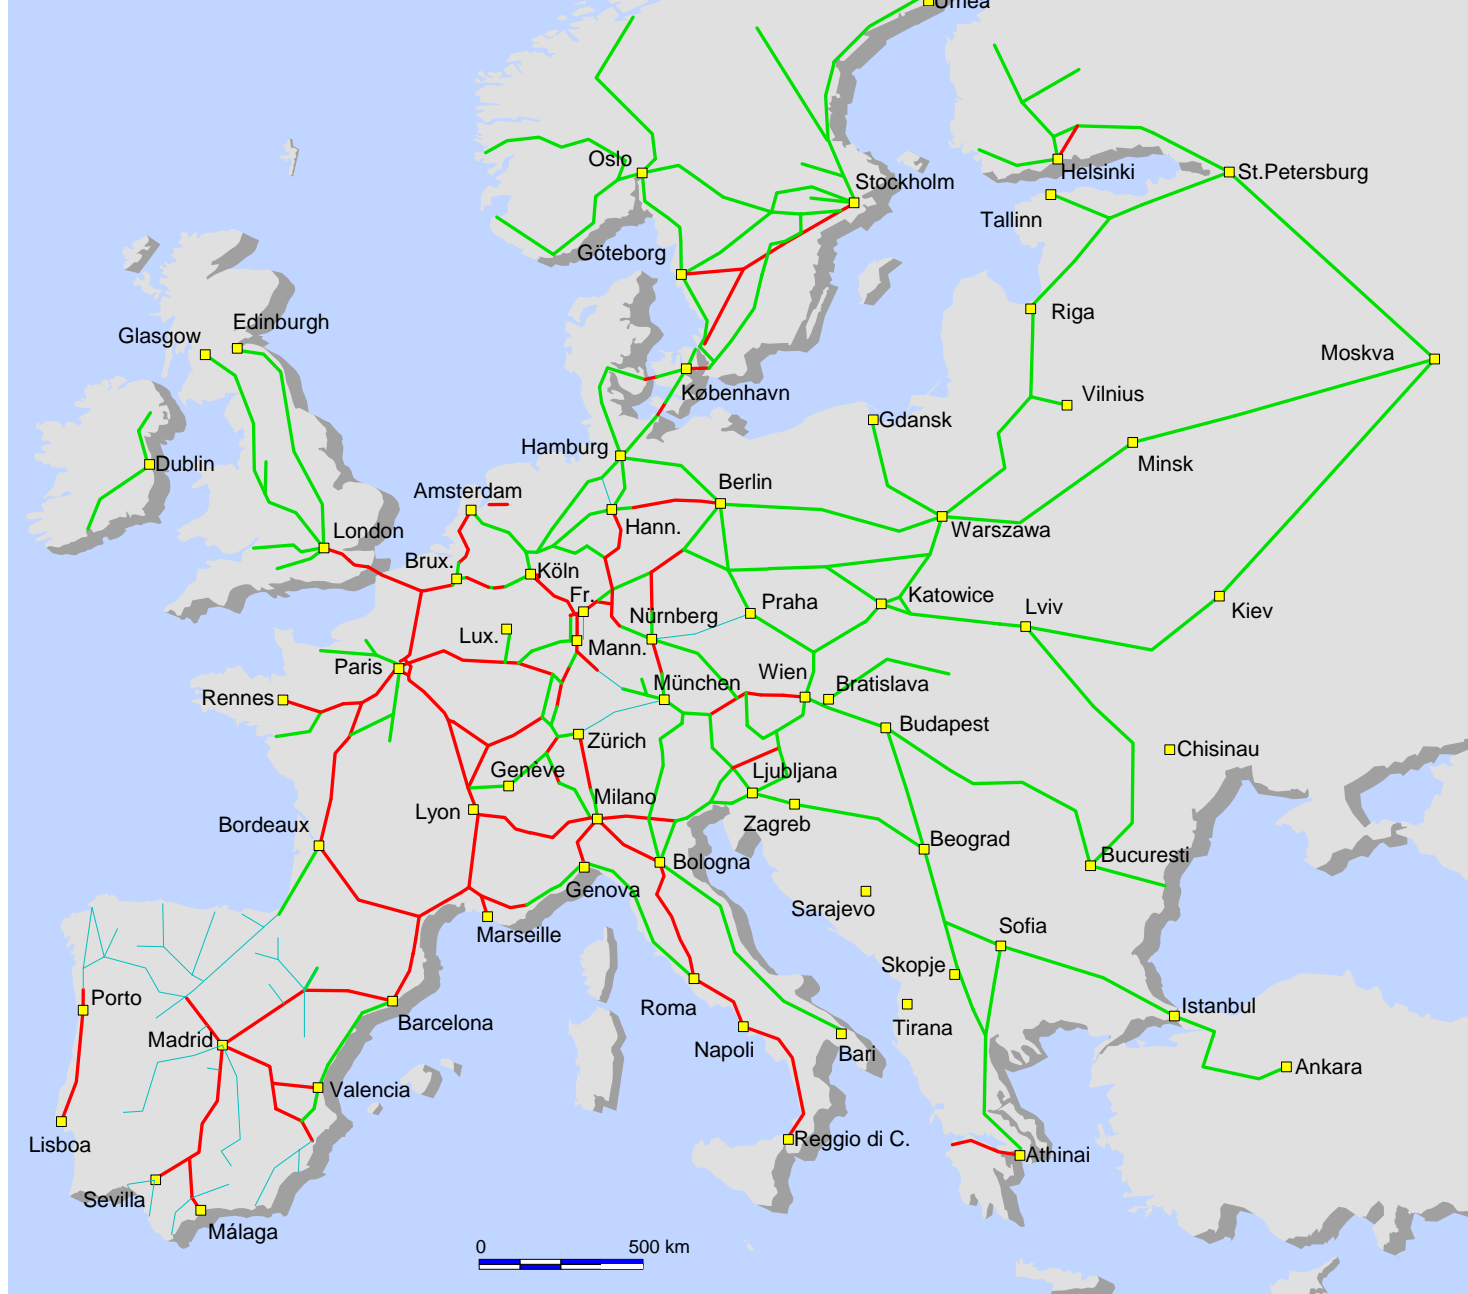 Umeå
Oslo
Helsinki
St.Petersburg
Stockholm
Tallinn
Göteborg
Riga
Edinburgh
Glasgow
Moskva
København
Vilnius
Gdansk
Hamburg
Minsk
Dublin
Berlin
Amsterdam
Hann.
London
Warszawa
Brux.
Köln
Fr.
Praha
Katowice
Lviv
Kiev
Nürnberg
Lux.
Mann.
Paris
Wien
München
Bratislava
Rennes
Budapest
Zürich
Chisinau
Genève
Ljubljana
Milano
Lyon
Zagreb
Bordeaux
Beograd
Bucuresti
Bologna
Genova
Sarajevo
Marseille
Sofia
Skopje
Porto
Roma
Istanbul
Barcelona
Tirana
Madrid
Napoli
Bari
Ankara
Valencia
Lisboa
Reggio di C.
Athinai
Sevilla
Málaga
0 500 km